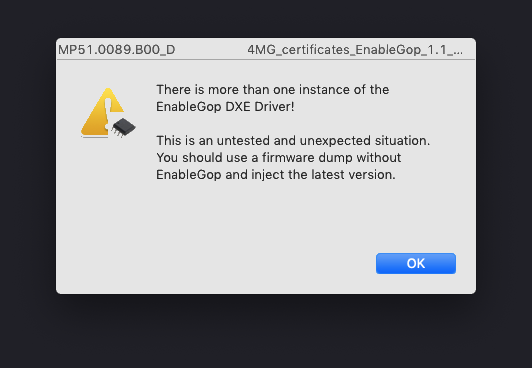 MP51.0089.B00_D 4MG_certificates_EnableGop_1.1_...
There is more than one instance of the
EnableGop DXE Driver!
This is an untested and unexpected situation.
You should use a firmware dump without
EnableGop and inject the latest version.
OK